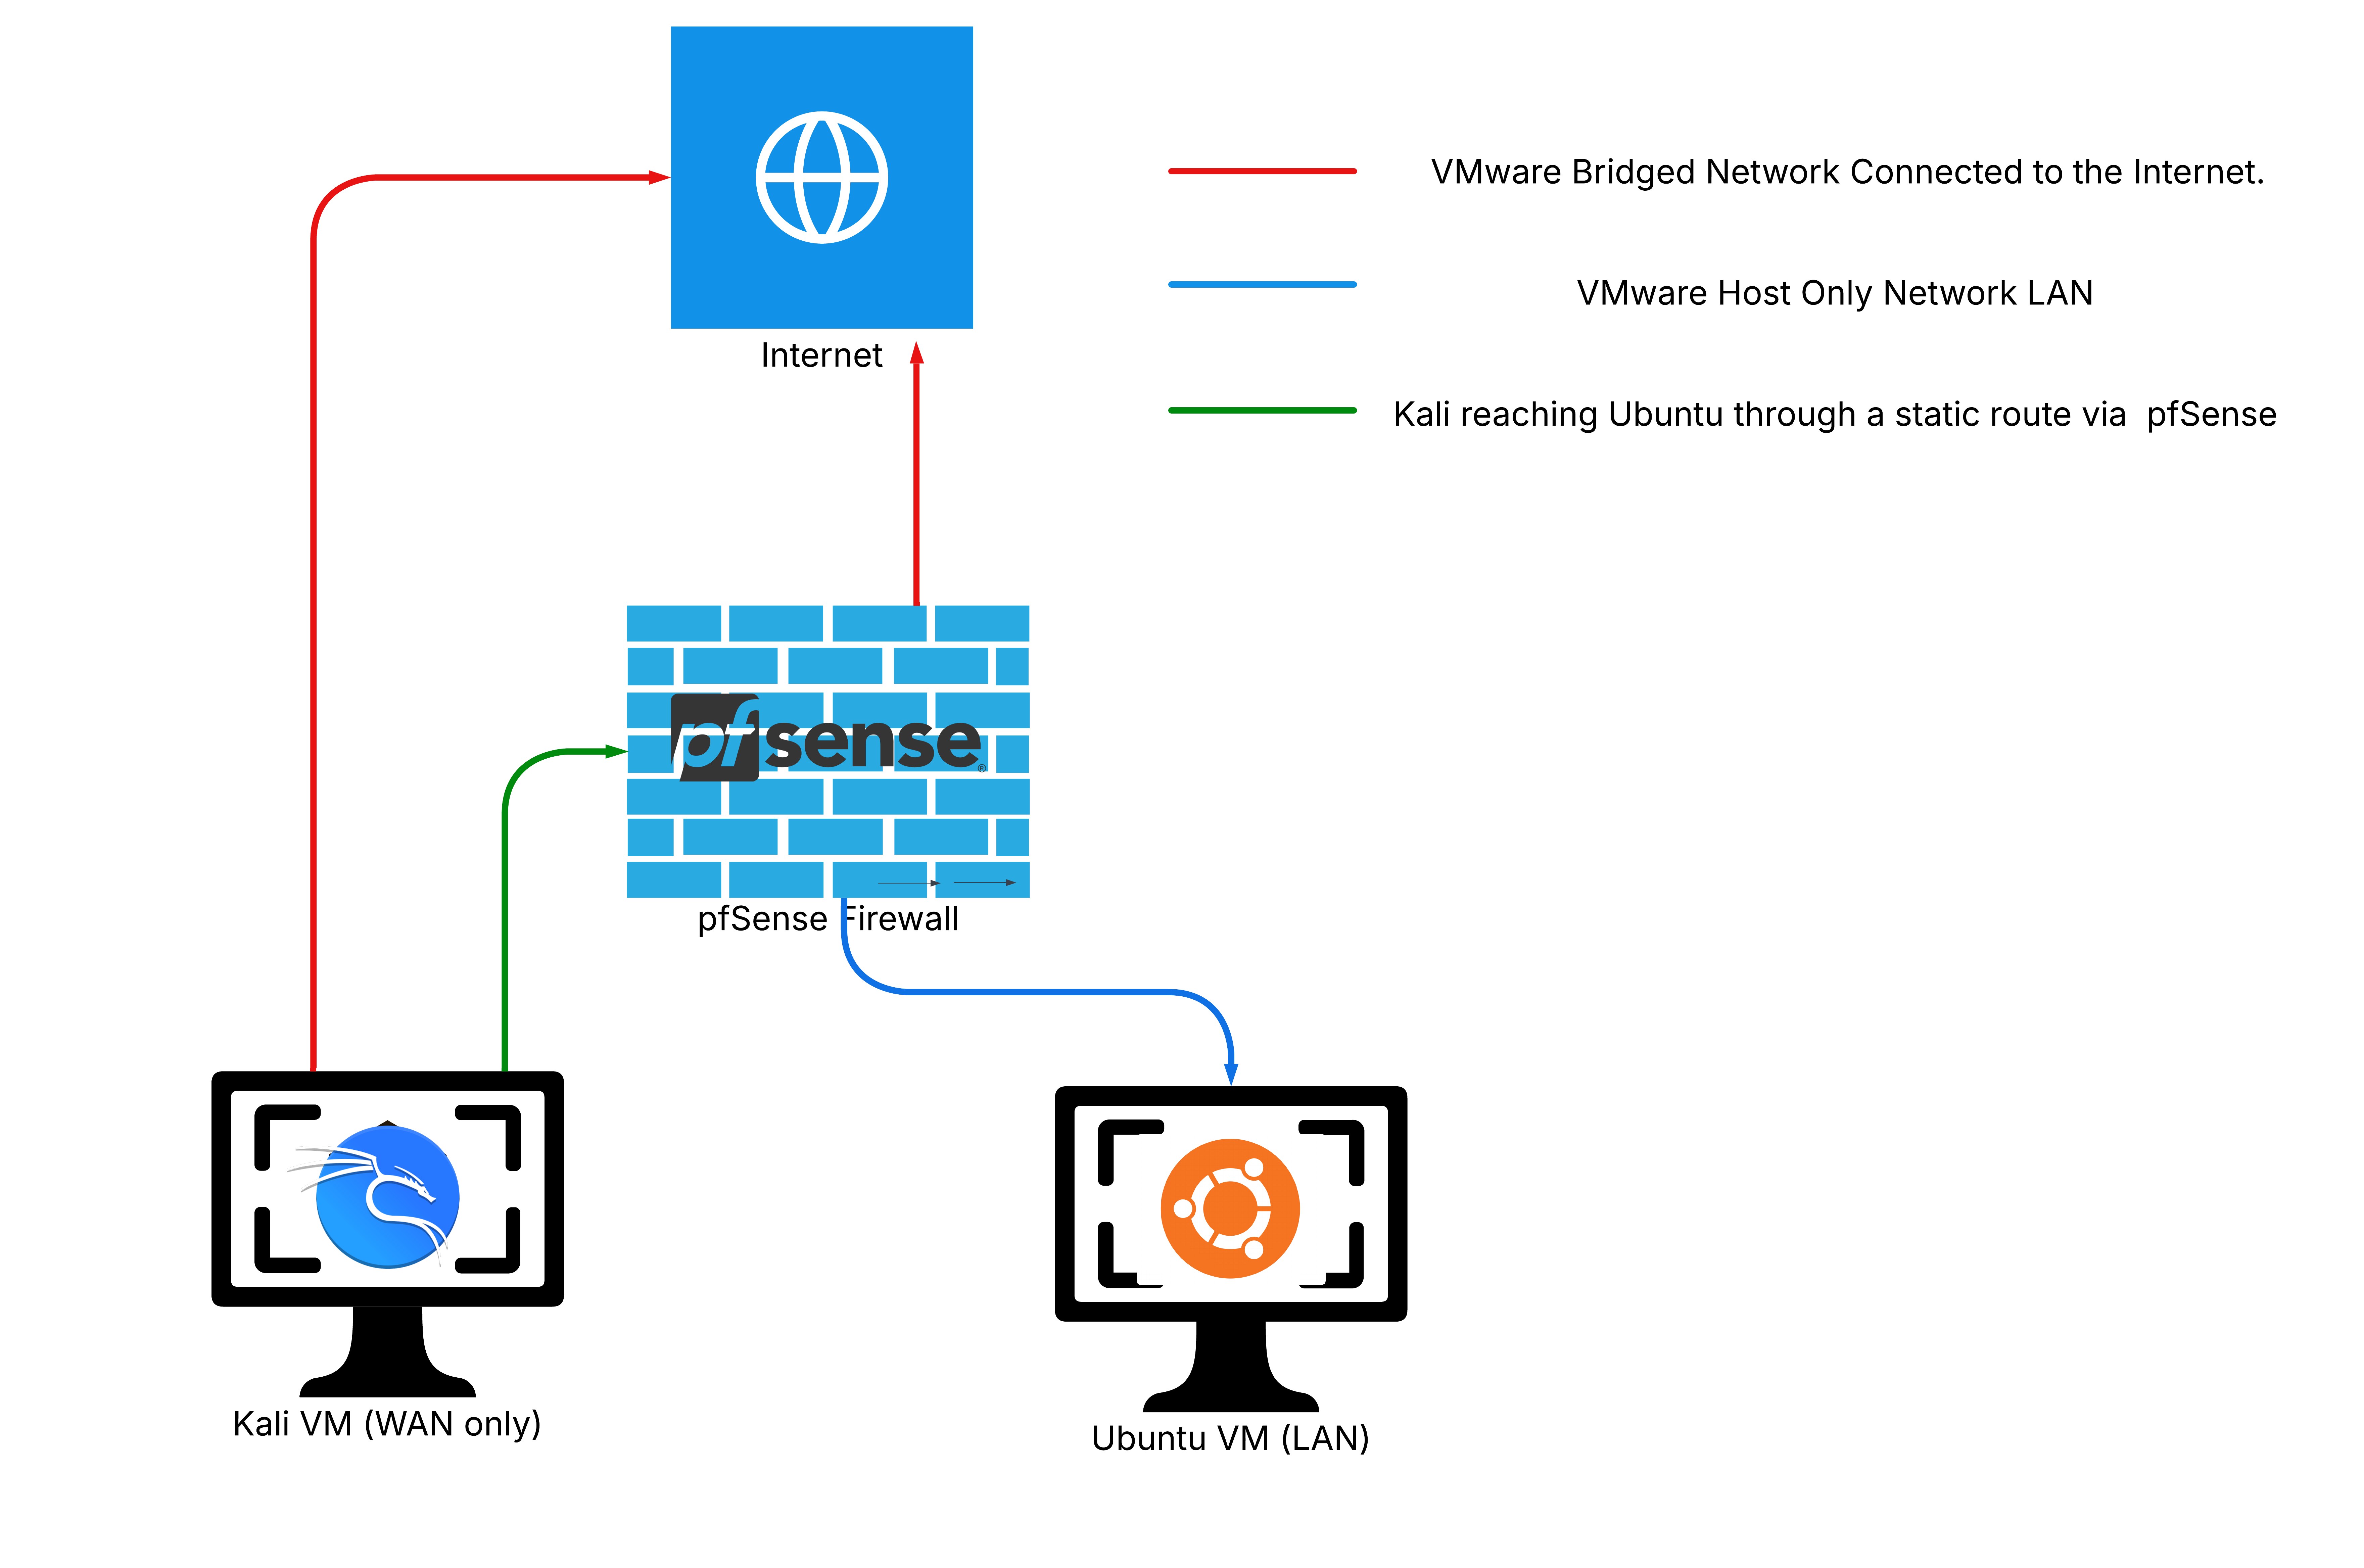 Internet
VMware Bridged Network Connected to the Internet.
VMware Host Only Network LAN
Kali reaching Ubuntu through a static route via  pfSense
pfsense®
pfSense Firewall
Kali VM (WAN only)
Ubuntu VM (LAN)